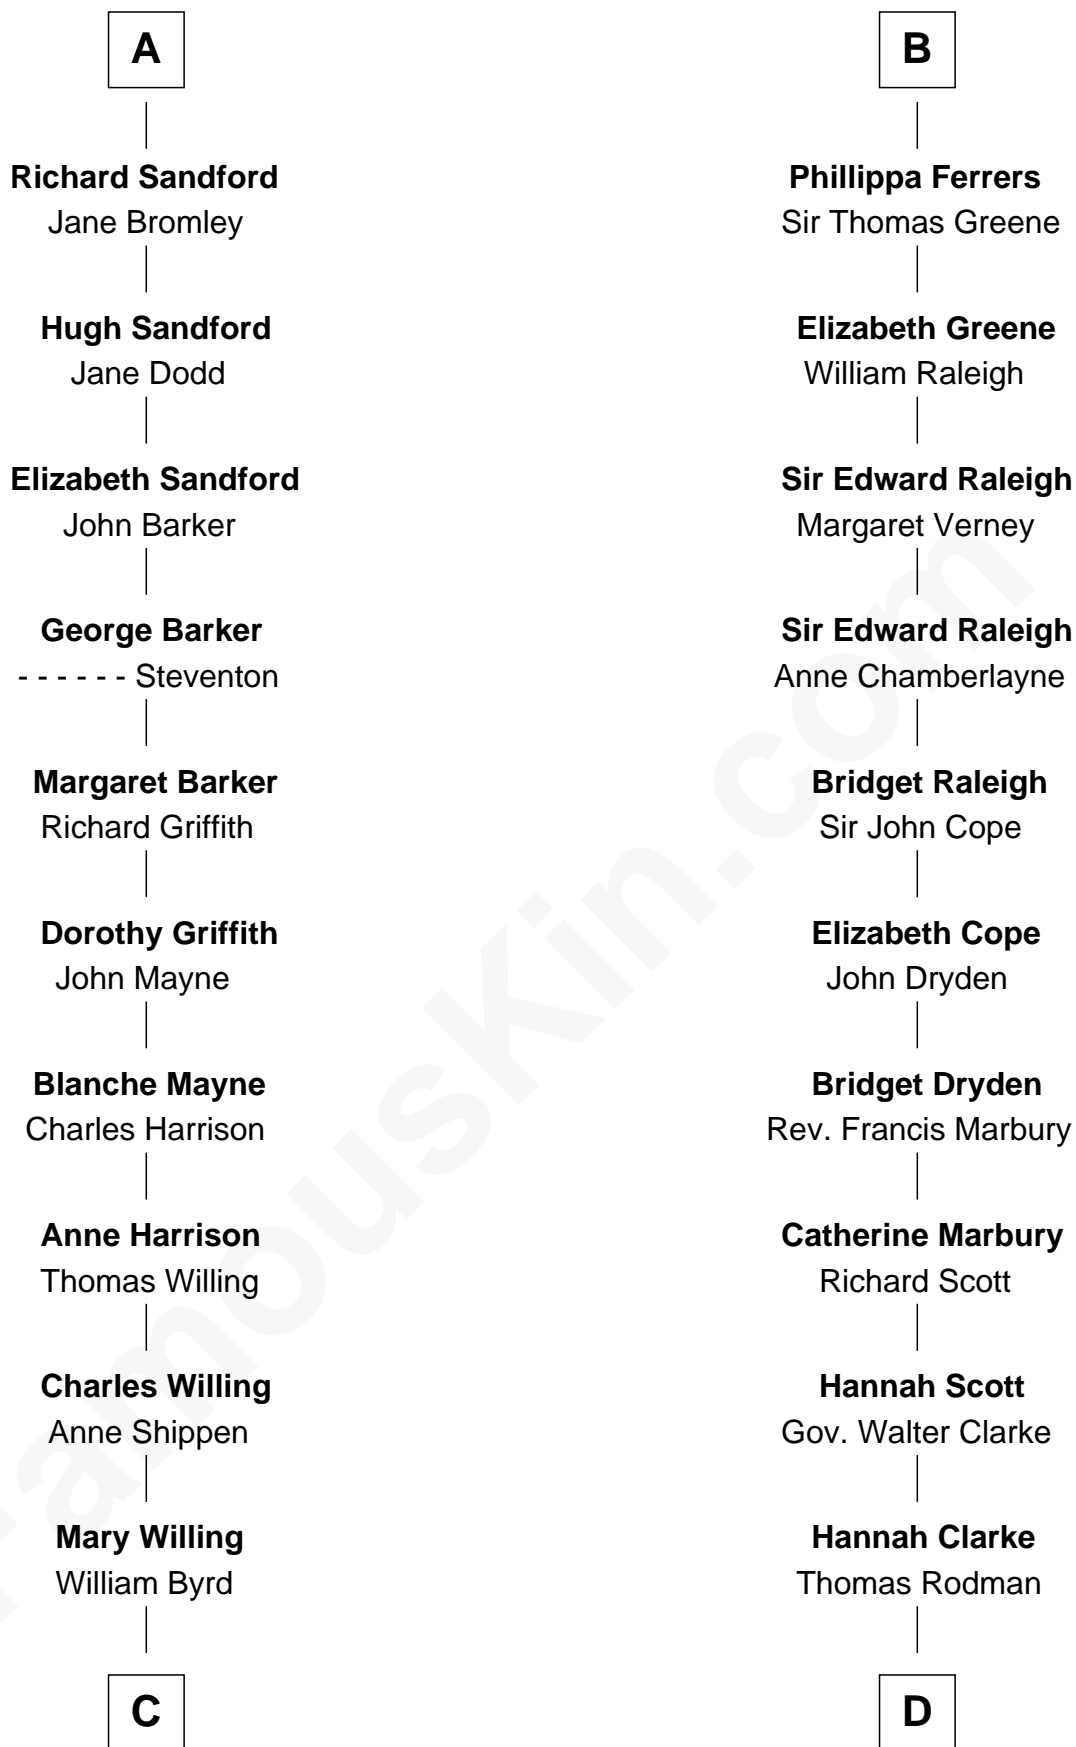 A
Richard Sandford
Jane Bromley
Hugh Sandford
Jane Dodd
Elizabeth Sandford
John Barker
George Barker
- - - - - - Steventon
Margaret Barker
Richard Griffith
Dorothy Griffith
John Mayne
Blanche Mayne
Charles Harrison
Anne Harrison
Thomas Willing
Charles Willing
Anne Shippen
Mary Willing
William Byrd
C
B
Phillippa Ferrers
Sir Thomas Greene
Elizabeth Greene
William Raleigh
Sir Edward Raleigh
Margaret Verney
Sir Edward Raleigh
Anne Chamberlayne
Bridget Raleigh
Sir John Cope
Elizabeth Cope
John Dryden
Bridget Dryden
Rev. Francis Marbury
Catherine Marbury
Richard Scott
Hannah Scott
Gov. Walter Clarke
Hannah Clarke
Thomas Rodman
D
FamousKin.com